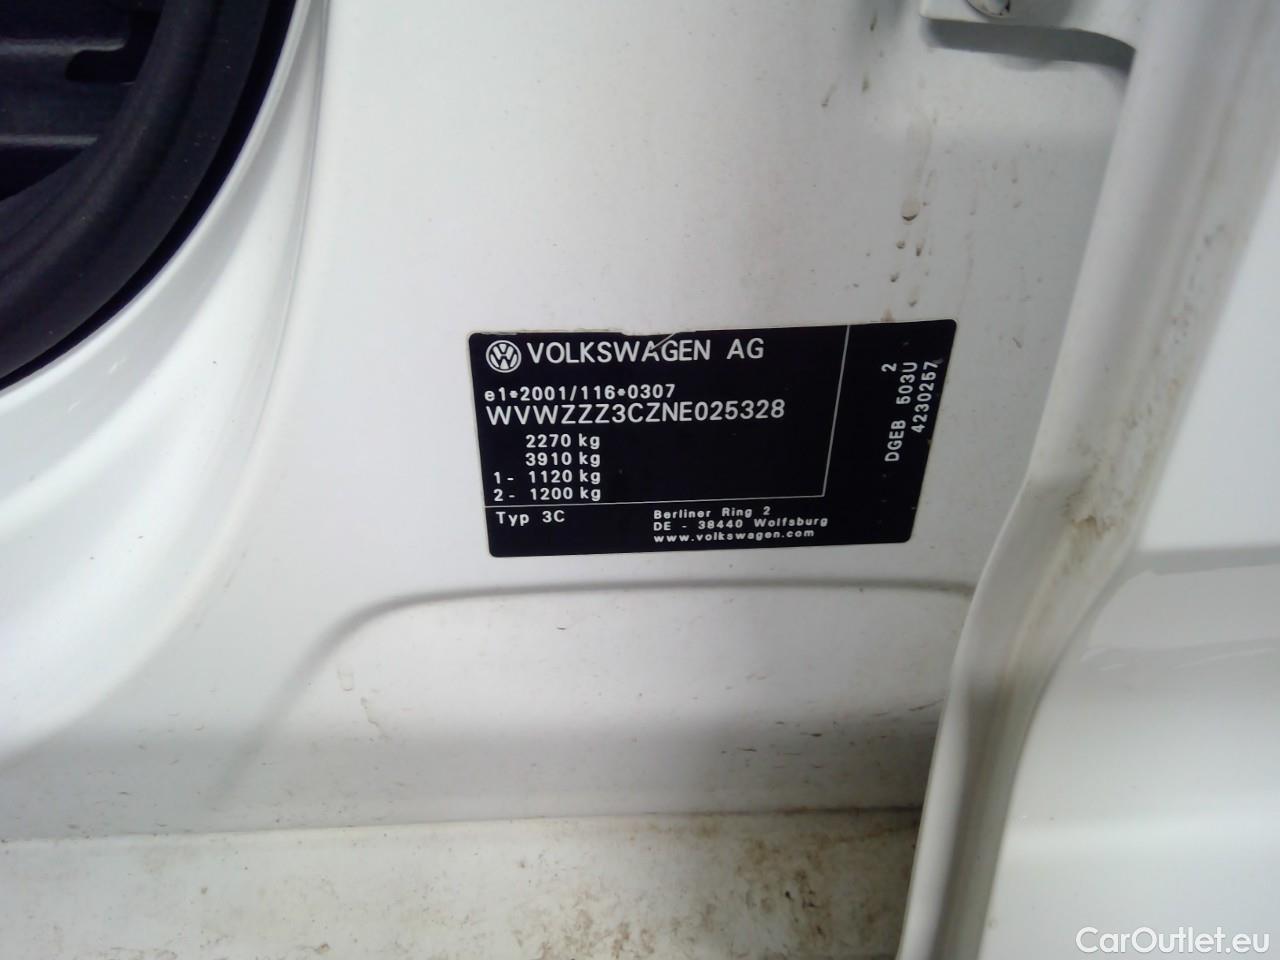 VOLKSWAGEN AG
e1*2001/116*0307
WVWZZZ3CZNE025328
2270 kg
3910 kg
1 - 1120 kg
2 - 1200 kg
Typ 3C
Berliner Ring 2
DE - 38440 Wolfsburg
www.volkswagen.com
2
DGEB 503U
4230257
CarOutlet.eu